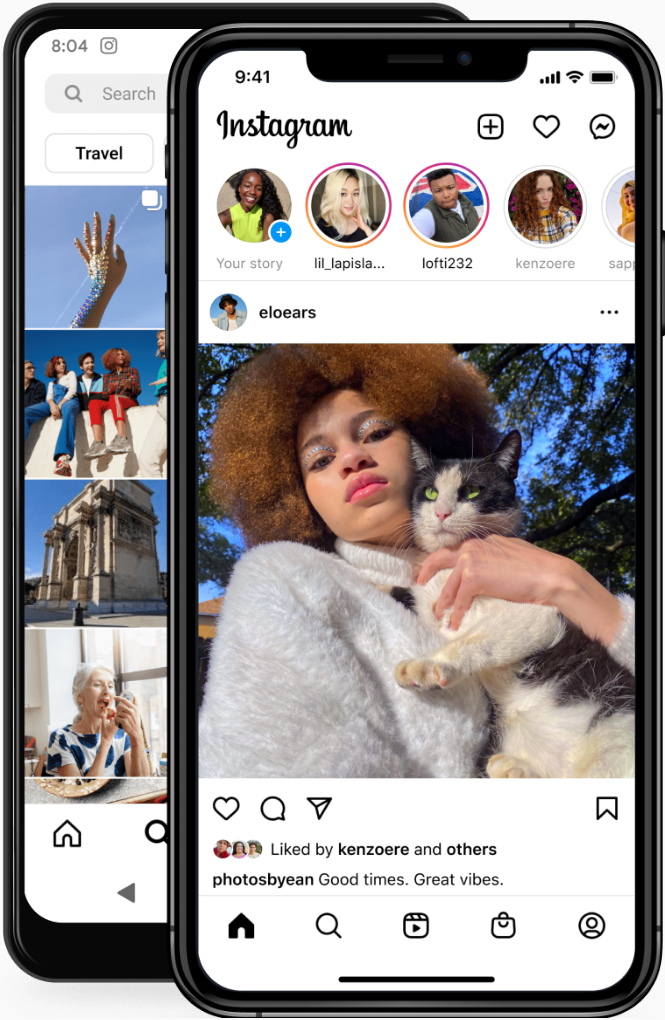 8:04
Search
Travel
9:41
Instagram
Your story
lil_lapisla...
lofti232
kenzoere
sapp
eloears
Liked by kenzoere and others
photosbyean Good times. Great vibes.